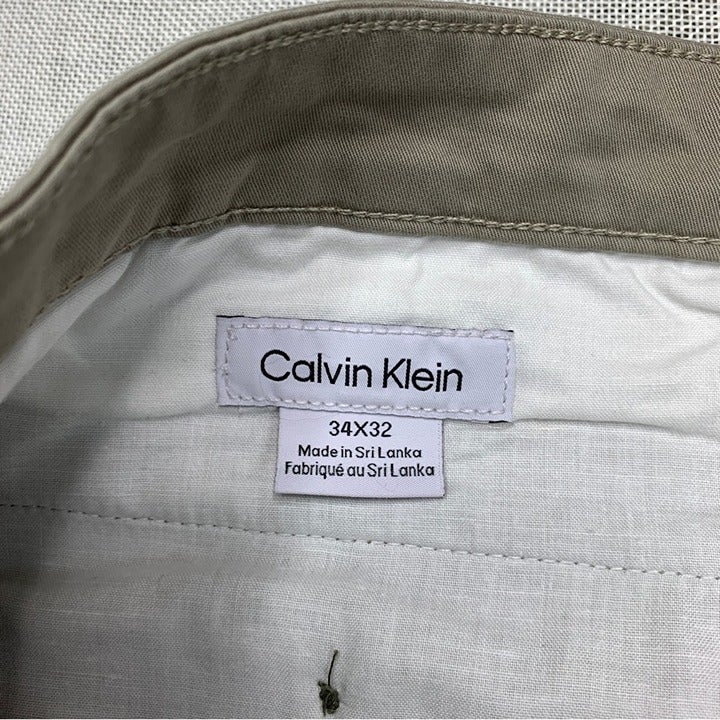 Calvin Klein
34X32
Made in Sri Lanka
Fabriqué au Sri Lanka